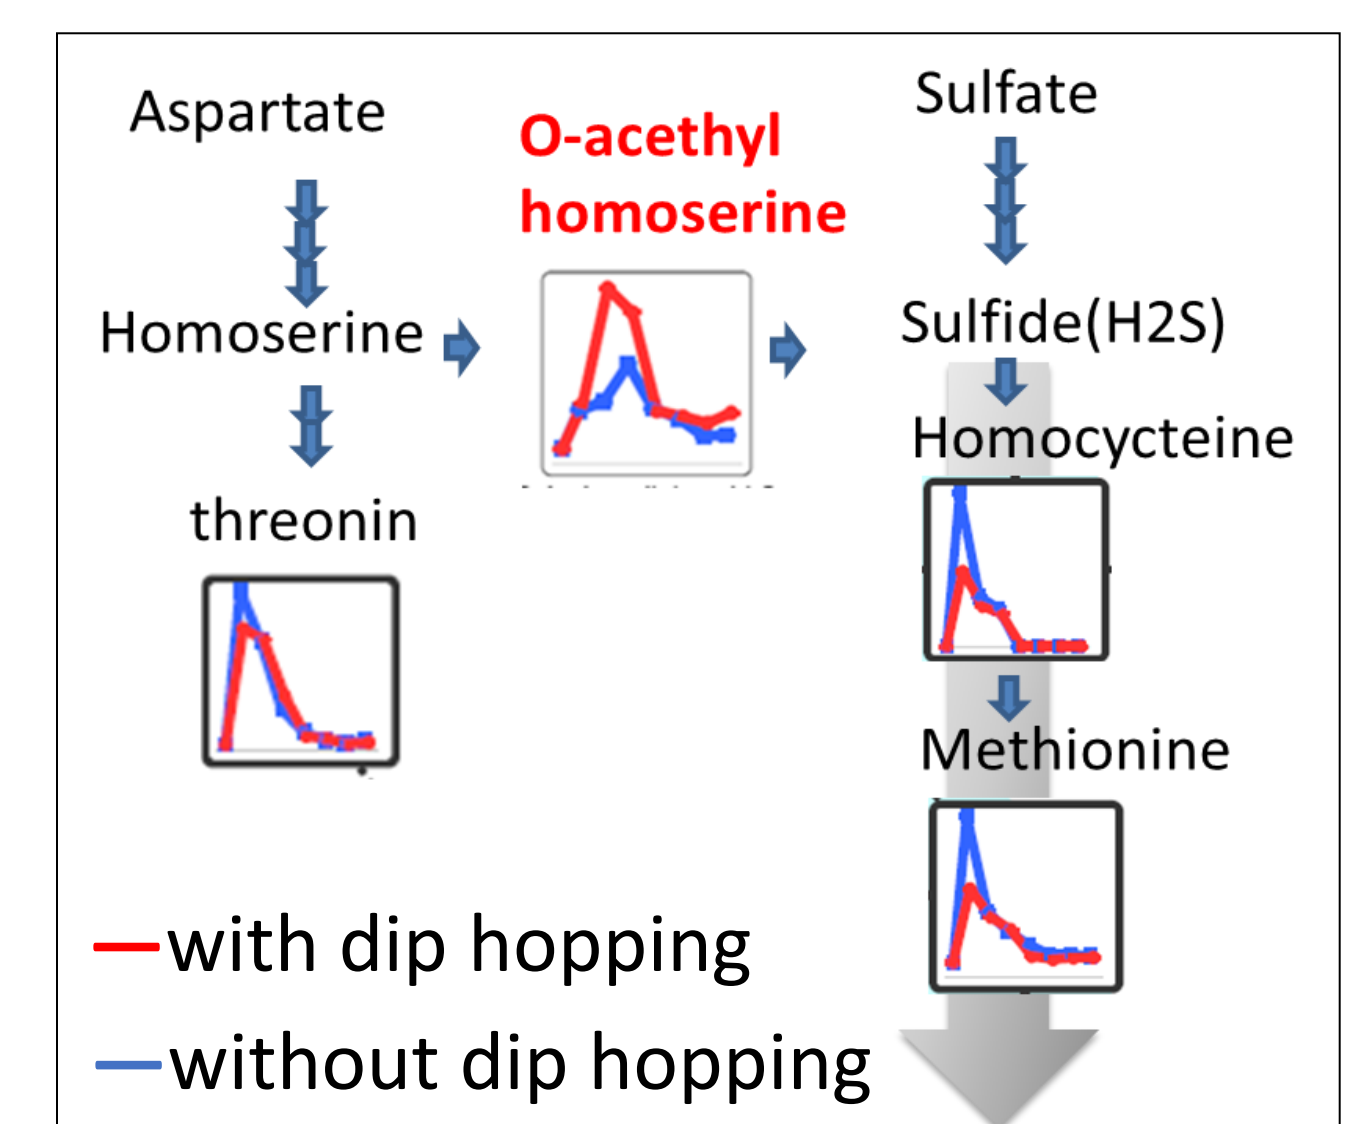 Aspartate
O-acethyl
homoserine
Sulfate
Homoserine
Sulfide(H2S)
Homocycteine
threonin
Methionine
with dip hopping
without dip hopping